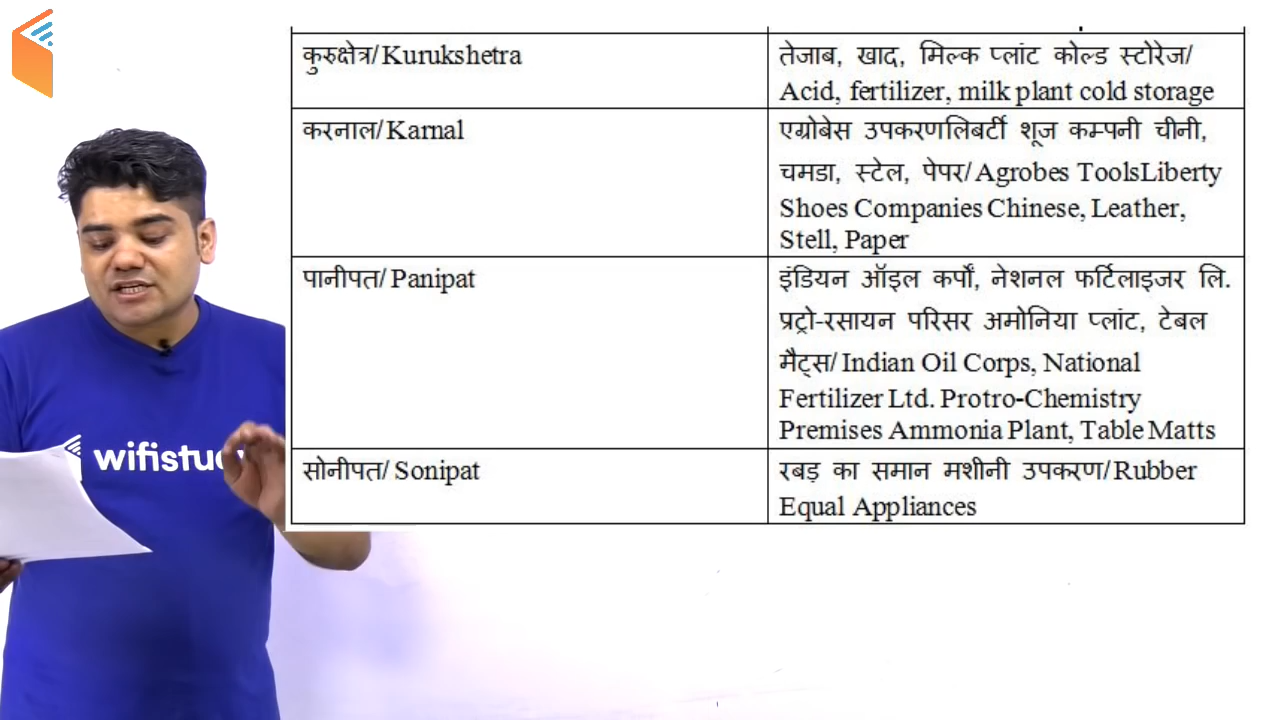 कुरुक्षेत्र/ Kurukshetra
तेजाब, खाद, मिल्क प्लांट कोल्ड स्टोरेज/
Acid, fertilizer, milk plant cold storage
करनाल/ Karnal
एग्रोबेस उपकरणलिबर्टी शूज कम्पनी चीनी,
चमडा, स्टेल, पेपर/ Agrobes ToolsLiberty
Shoes Companies Chinese, Leather,
Stell, Paper
पानीपत/ Panipat
इंडियन ऑइल कर्पों, नेशनल फर्टिलाइजर लि.
प्रट्रो-रसायन परिसर अमोनिया प्लांट, टेबल
मैट्स/ Indian Oil Corps, National
Fertilizer Ltd. Protro-Chemistry
Premises Ammonia Plant, Table Matts
सोनीपत/ Sonipat
रबड़ का समान मशीनी उपकरण/ Rubber
Equal Appliances